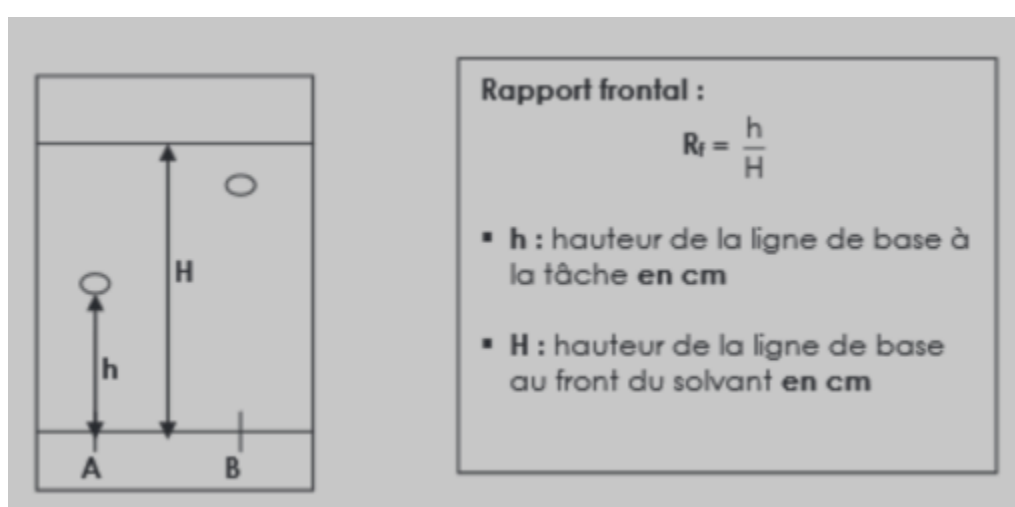 H
h
A B
Rapport frontal :
Rf = h/H
▪ h : hauteur de la ligne de base à
la tâche en cm
▪ H : hauteur de la ligne de base
au front du solvant en cm